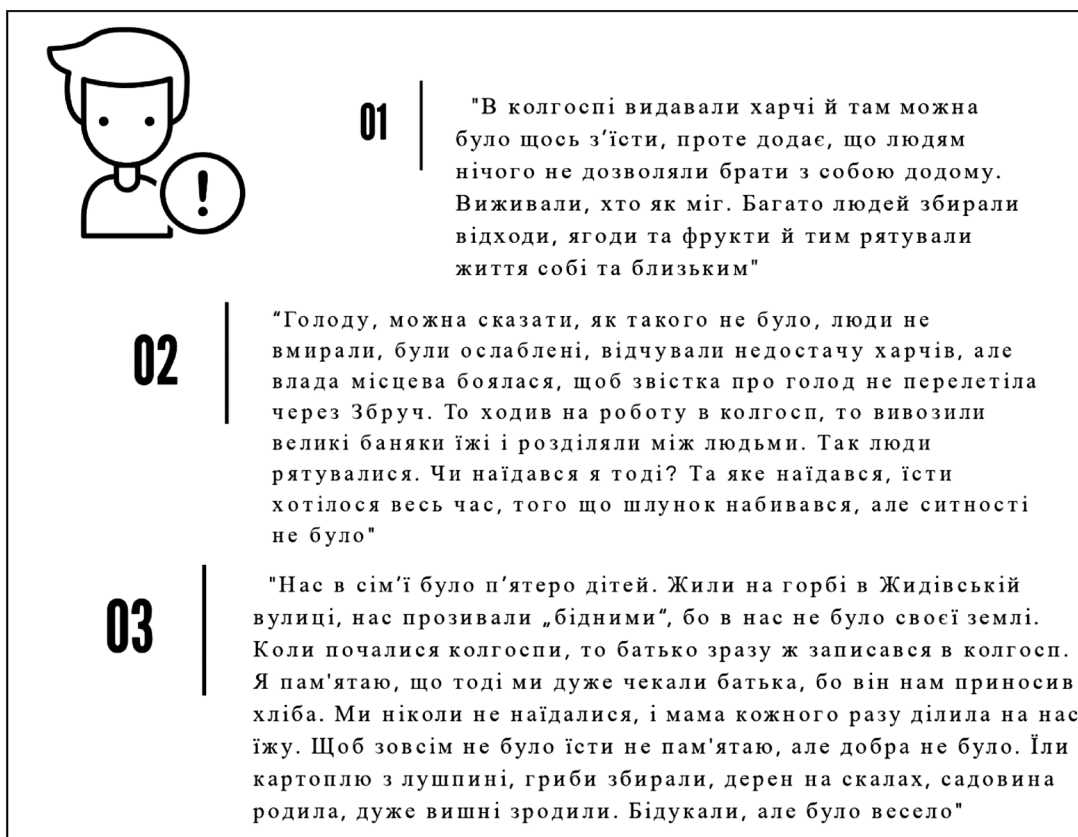 !
01
"В колгоспі видавали харчі й там можна
було щось з’їсти, проте додає, що людям
нічого не дозволяли брати з собою додому.
Виживали, хто як міг. Багато людей збирали
відходи, ягоди та фрукти й тим рятували
життя собі та близьким"
02
“Голоду, можна сказати, як такого не було, люди не
вмирали, були ослаблені, відчували недостачу харчів, але
влада місцева боялася, щоб звістка про голод не перелетіла
через Збруч. То ходив на роботу в колгосп, то вивозили
великі баняки їжі і розділяли між людьми. Так люди
рятувалися. Чи наїдався я тоді? Та яке наїдався, їсти
хотілося весь час, того що шлунок набивався, але ситності
не було"
03
"Нас в сім’ї було п’ятеро дітей. Жили на горбі в Жидівській
вулиці, нас прозивали „бідними“, бо в нас не було своєї землі.
Коли почалися колгоспи, то батько зразу ж записався в колгосп.
Я пам'ятаю, що тоді ми дуже чекали батька, бо він нам приносив
хліба. Ми ніколи не наїдалися, і мама кожного разу ділила на нас
їжу. Щоб зовсім не було їсти не пам'ятаю, але добра не було. Їли
картоплю з лушпині, гриби збирали, дерен на скалах, садовина
родила, дуже вишні зродили. Бідукали, але було весело"